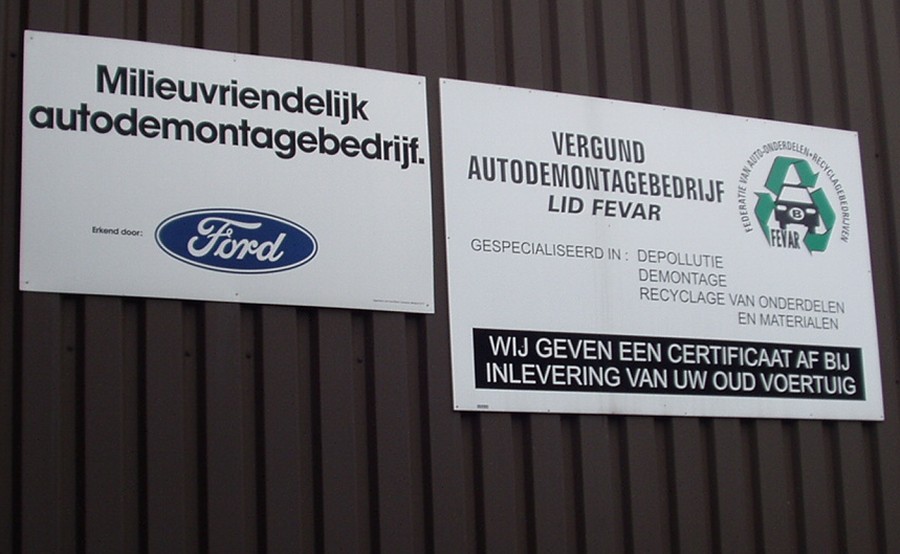 Milieuvriendelijk
autodemontagebedrijf.
Erkend door:
Ford
VERGUND
AUTODEMONTAGEBEDRIJF
LID FEVAR
FEDERATIE VAN AUTO-ONDERDELEN•RECYCLAGEBEDRIJVEN
B
FEVAR
GESPECIALISEERD IN : DEPOLLUTIE
DEMONTAGE
RECYCLAGE VAN ONDERDELEN
EN MATERIALEN
WIJ GEVEN EEN CERTIFICAAT AF BIJ
INLEVERING VAN UW OUD VOERTUIG